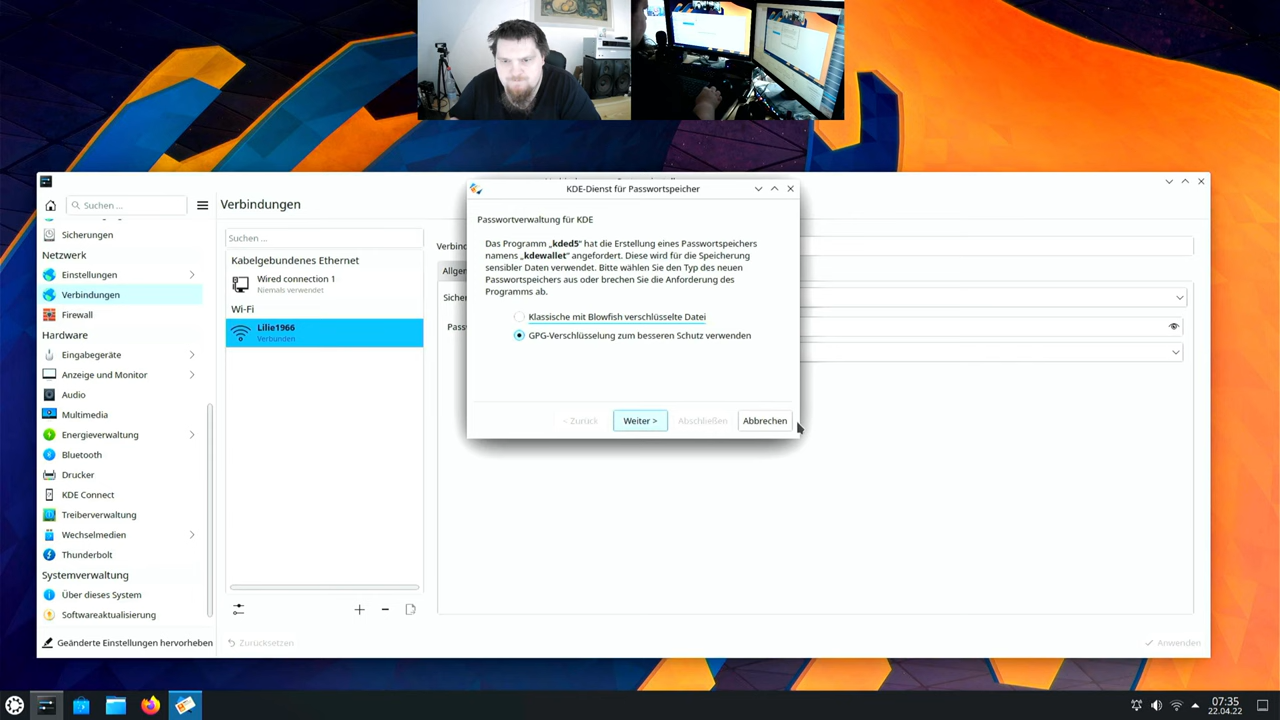 KDE-Dienst für Passwortspeicher
Suchen ...
Verbindungen
Sicherungen
Netzwerk
Einstellungen
Verbindungen
Firewall
Hardware
Eingabegeräte
Anzeige und Monitor
Audio
Multimedia
Energieverwaltung
Bluetooth
Drucker
KDE Connect
Treiberverwaltung
Wechselmedien
Thunderbolt
Systemverwaltung
Über dieses System
Softwareaktualisierung
Geänderte Einstellungen hervorheben
Suchen ...
Kabelgebundenes Ethernet
Wired connection 1
Niemals verwendet
Wi-Fi
Lilie1966
Verbunden
Zurücksetzen
Passwortverwaltung für KDE
Das Programm „kded5“ hat die Erstellung eines Passwortspeichers
namens „kdewallet“ angefordert. Diese wird für die Speicherung
sensibler Daten verwendet. Bitte wählen Sie den Typ des neuen
Passwortspeichers aus oder brechen Sie die Anforderung des
Programms ab.
Klassische mit Blowfish verschlüsselte Datei
GPG-Verschlüsselung zum besseren Schutz verwenden
< Zurück
Weiter >
Abschließen
Abbrechen
Anwenden
07:35
22.04.22